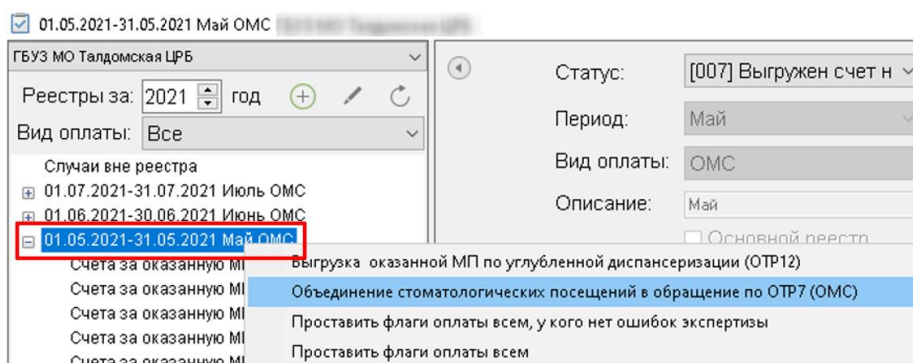 01.05.2021-31.05.2021 Май ОМС
ГБУЗ МО Талдомская ЦРБ
Реестры за: 2021 год
Вид оплаты: Все
Случаи вне реестра
01.07.2021-31.07.2021 Июль ОМС
01.06.2021-30.06.2021 Июнь ОМС
01.05.2021-31.05.2021 Май ОМС
Счета за оказанную
Счета за оказанную
Счета за оказанную
Счета за оказанную
Счета за оказанную
Статус: [007] Выгружен счет н
Период: Май
Вид оплаты: ОМС
Описание: Май
Основной реестр
Выгрузка оказанной МП по углубленной диспансеризации (ОТР12)
Объединение стоматологических посещений в обращение по ОТР7 (ОМС)
Проставить флаги оплаты всем, у кого нет ошибок экспертизы
Проставить флаги оплаты всем